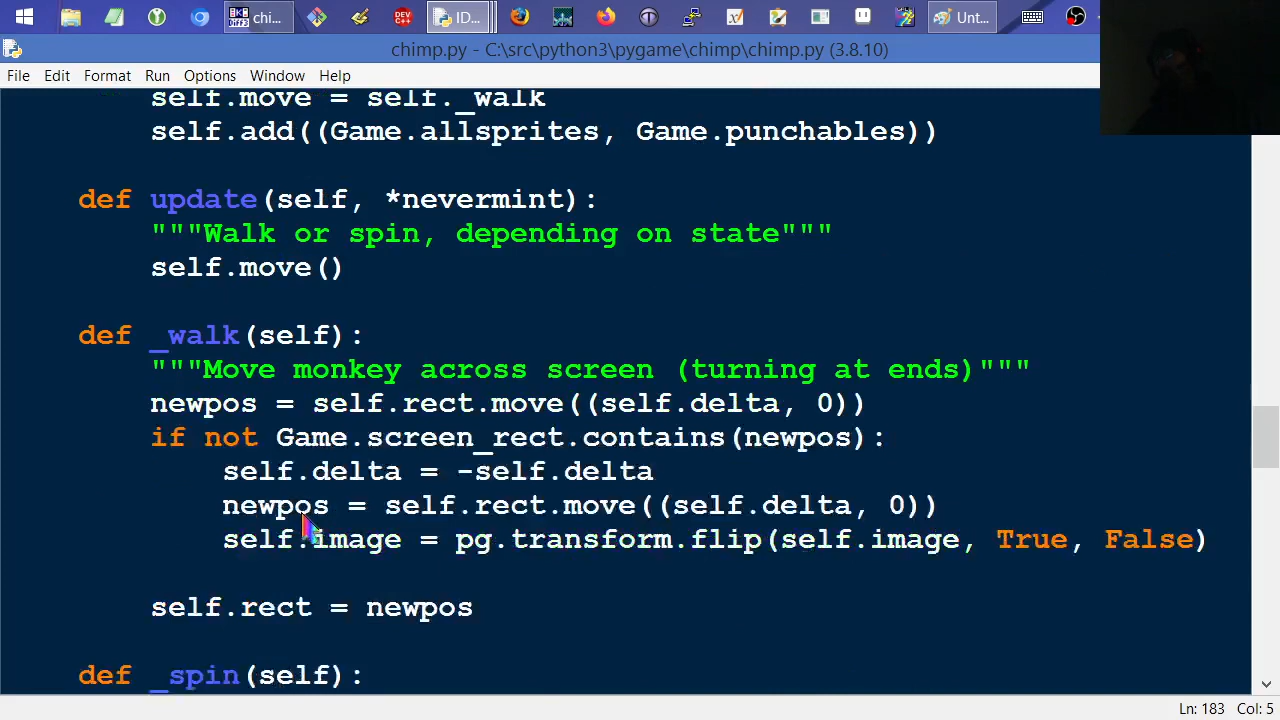 chi...
ID...
Unt...
chimp.py - C:\src\python3\pygame\chimp\chimp.py (3.8.10)
File Edit Format Run Options Window Help
self.move = self._walk
self.add((Game.allsprites, Game.punchables))
def update(self, *nevermint):
"""Walk or spin, depending on state"""
self.move()
def _walk(self):
"""Move monkey across screen (turning at ends)"""
newpos = self.rect.move((self.delta, 0))
if not Game.screen_rect.contains(newpos):
self.delta = -self.delta
newpos = self.rect.move((self.delta, 0))
self.image = pg.transform.flip(self.image, True, False)
self.rect = newpos
def _spin(self):
Ln: 183 Col: 5